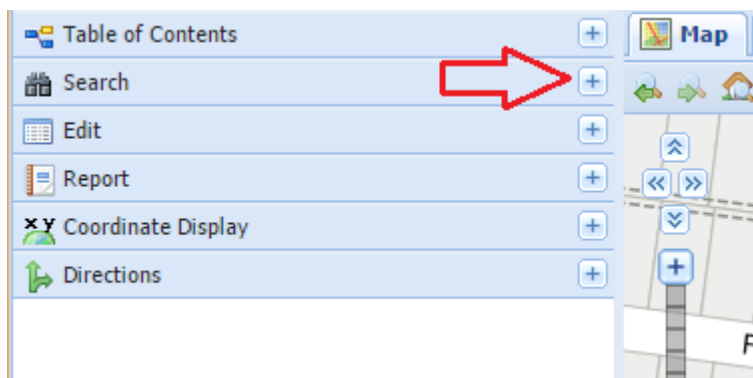 Table of Contents
Map
Search
Edit
Report
X Y Coordinate Display
Directions